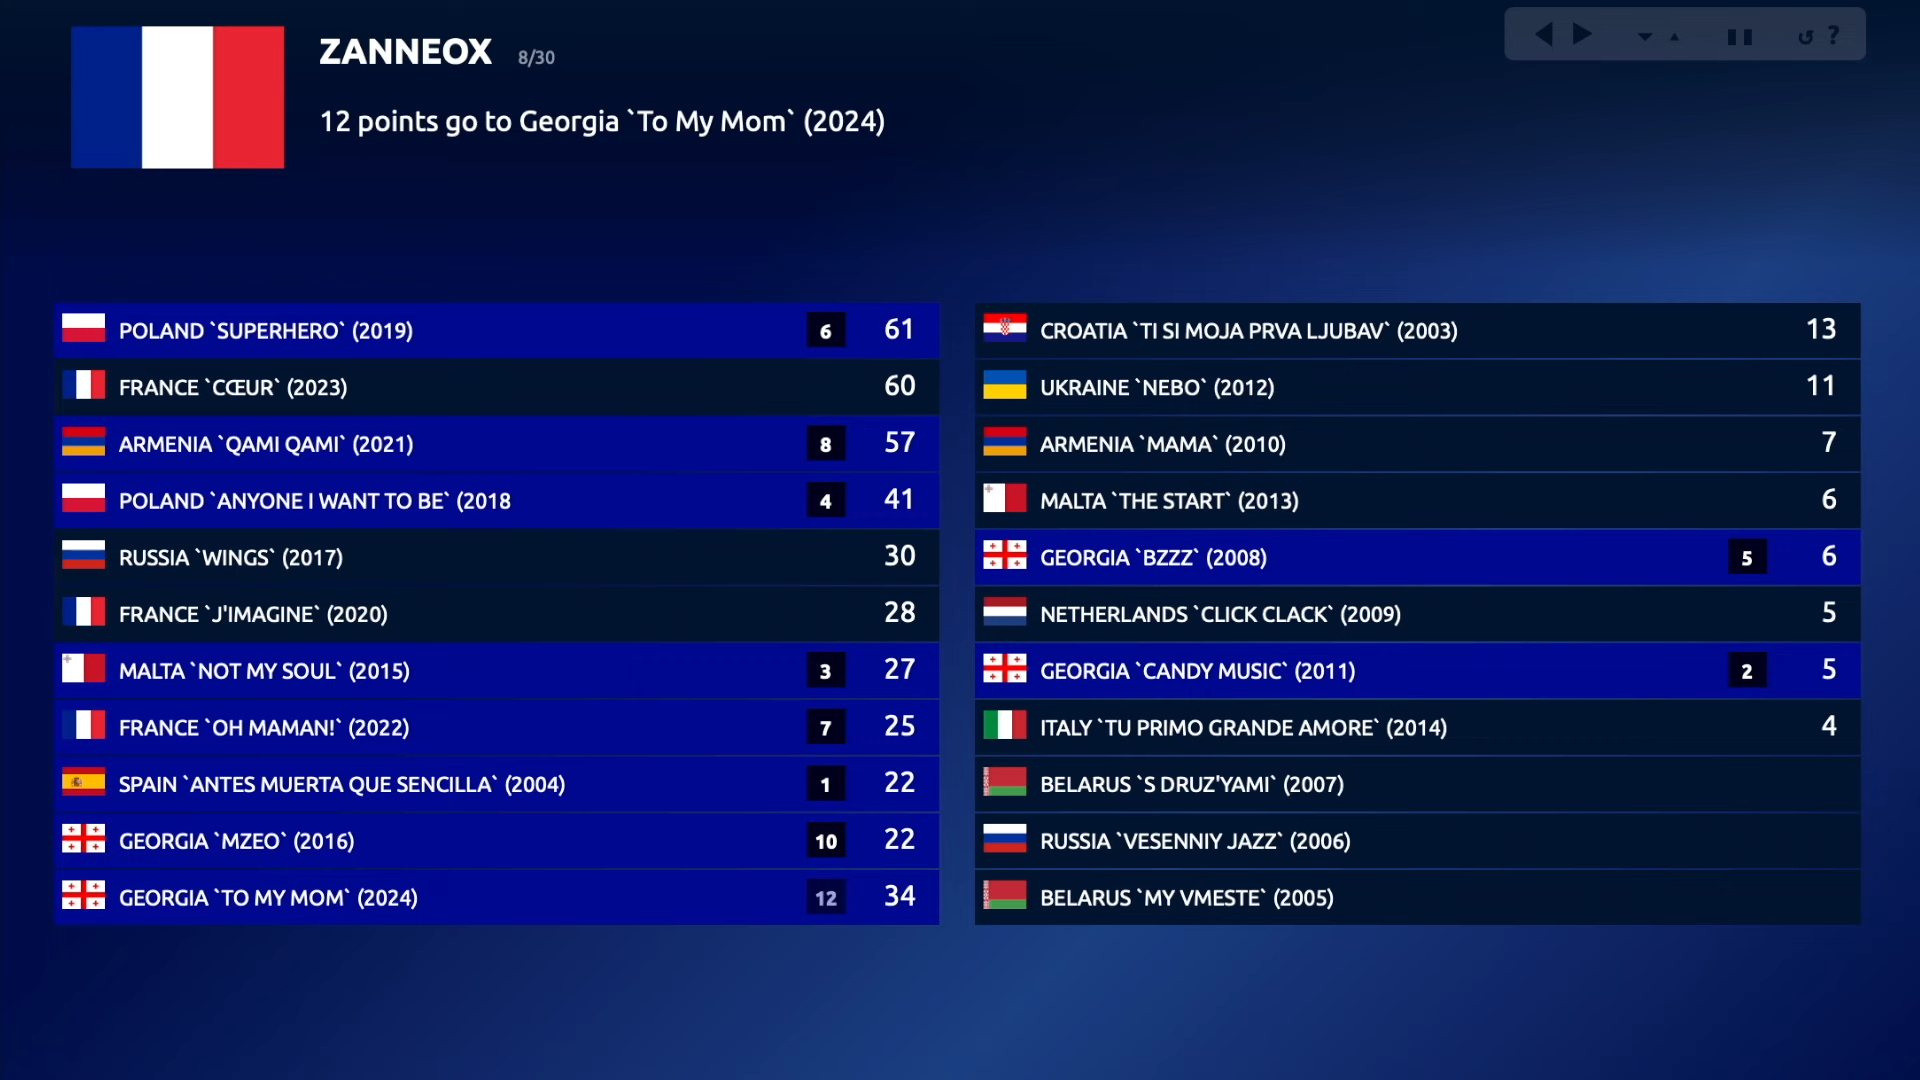 ZANNEOX 8/30
12 points go to Georgia `To My Mom` (2024)
?
POLAND `SUPERHERO` (2019) 6 61
FRANCE `CŒUR` (2023) 60
ARMENIA `QAMI QAMI` (2021) 8 57
POLAND `ANYONE I WANT TO BE` (2018 4 41
RUSSIA `WINGS` (2017) 30
FRANCE `J'IMAGINE` (2020) 28
MALTA `NOT MY SOUL` (2015) 3 27
FRANCE `OH MAMAN!` (2022) 7 25
SPAIN `ANTES MUERTA QUE SENCILLA` (2004) 1 22
GEORGIA `MZEO` (2016) 10 22
GEORGIA `TO MY MOM` (2024) 12 34
CROATIA `TI SI MOJA PRVA LJUBAV` (2003) 13
UKRAINE `NEBO` (2012) 11
ARMENIA `MAMA` (2010) 7
MALTA `THE START` (2013) 6
GEORGIA `BZZZ` (2008) 5 6
NETHERLANDS `CLICK CLACK` (2009) 5
GEORGIA `CANDY MUSIC` (2011) 2 5
ITALY `TU PRIMO GRANDE AMORE` (2014) 4
BELARUS `S DRUZ'YAMI` (2007)
RUSSIA `VESENNIY JAZZ` (2006)
BELARUS `MY VMESTE` (2005)